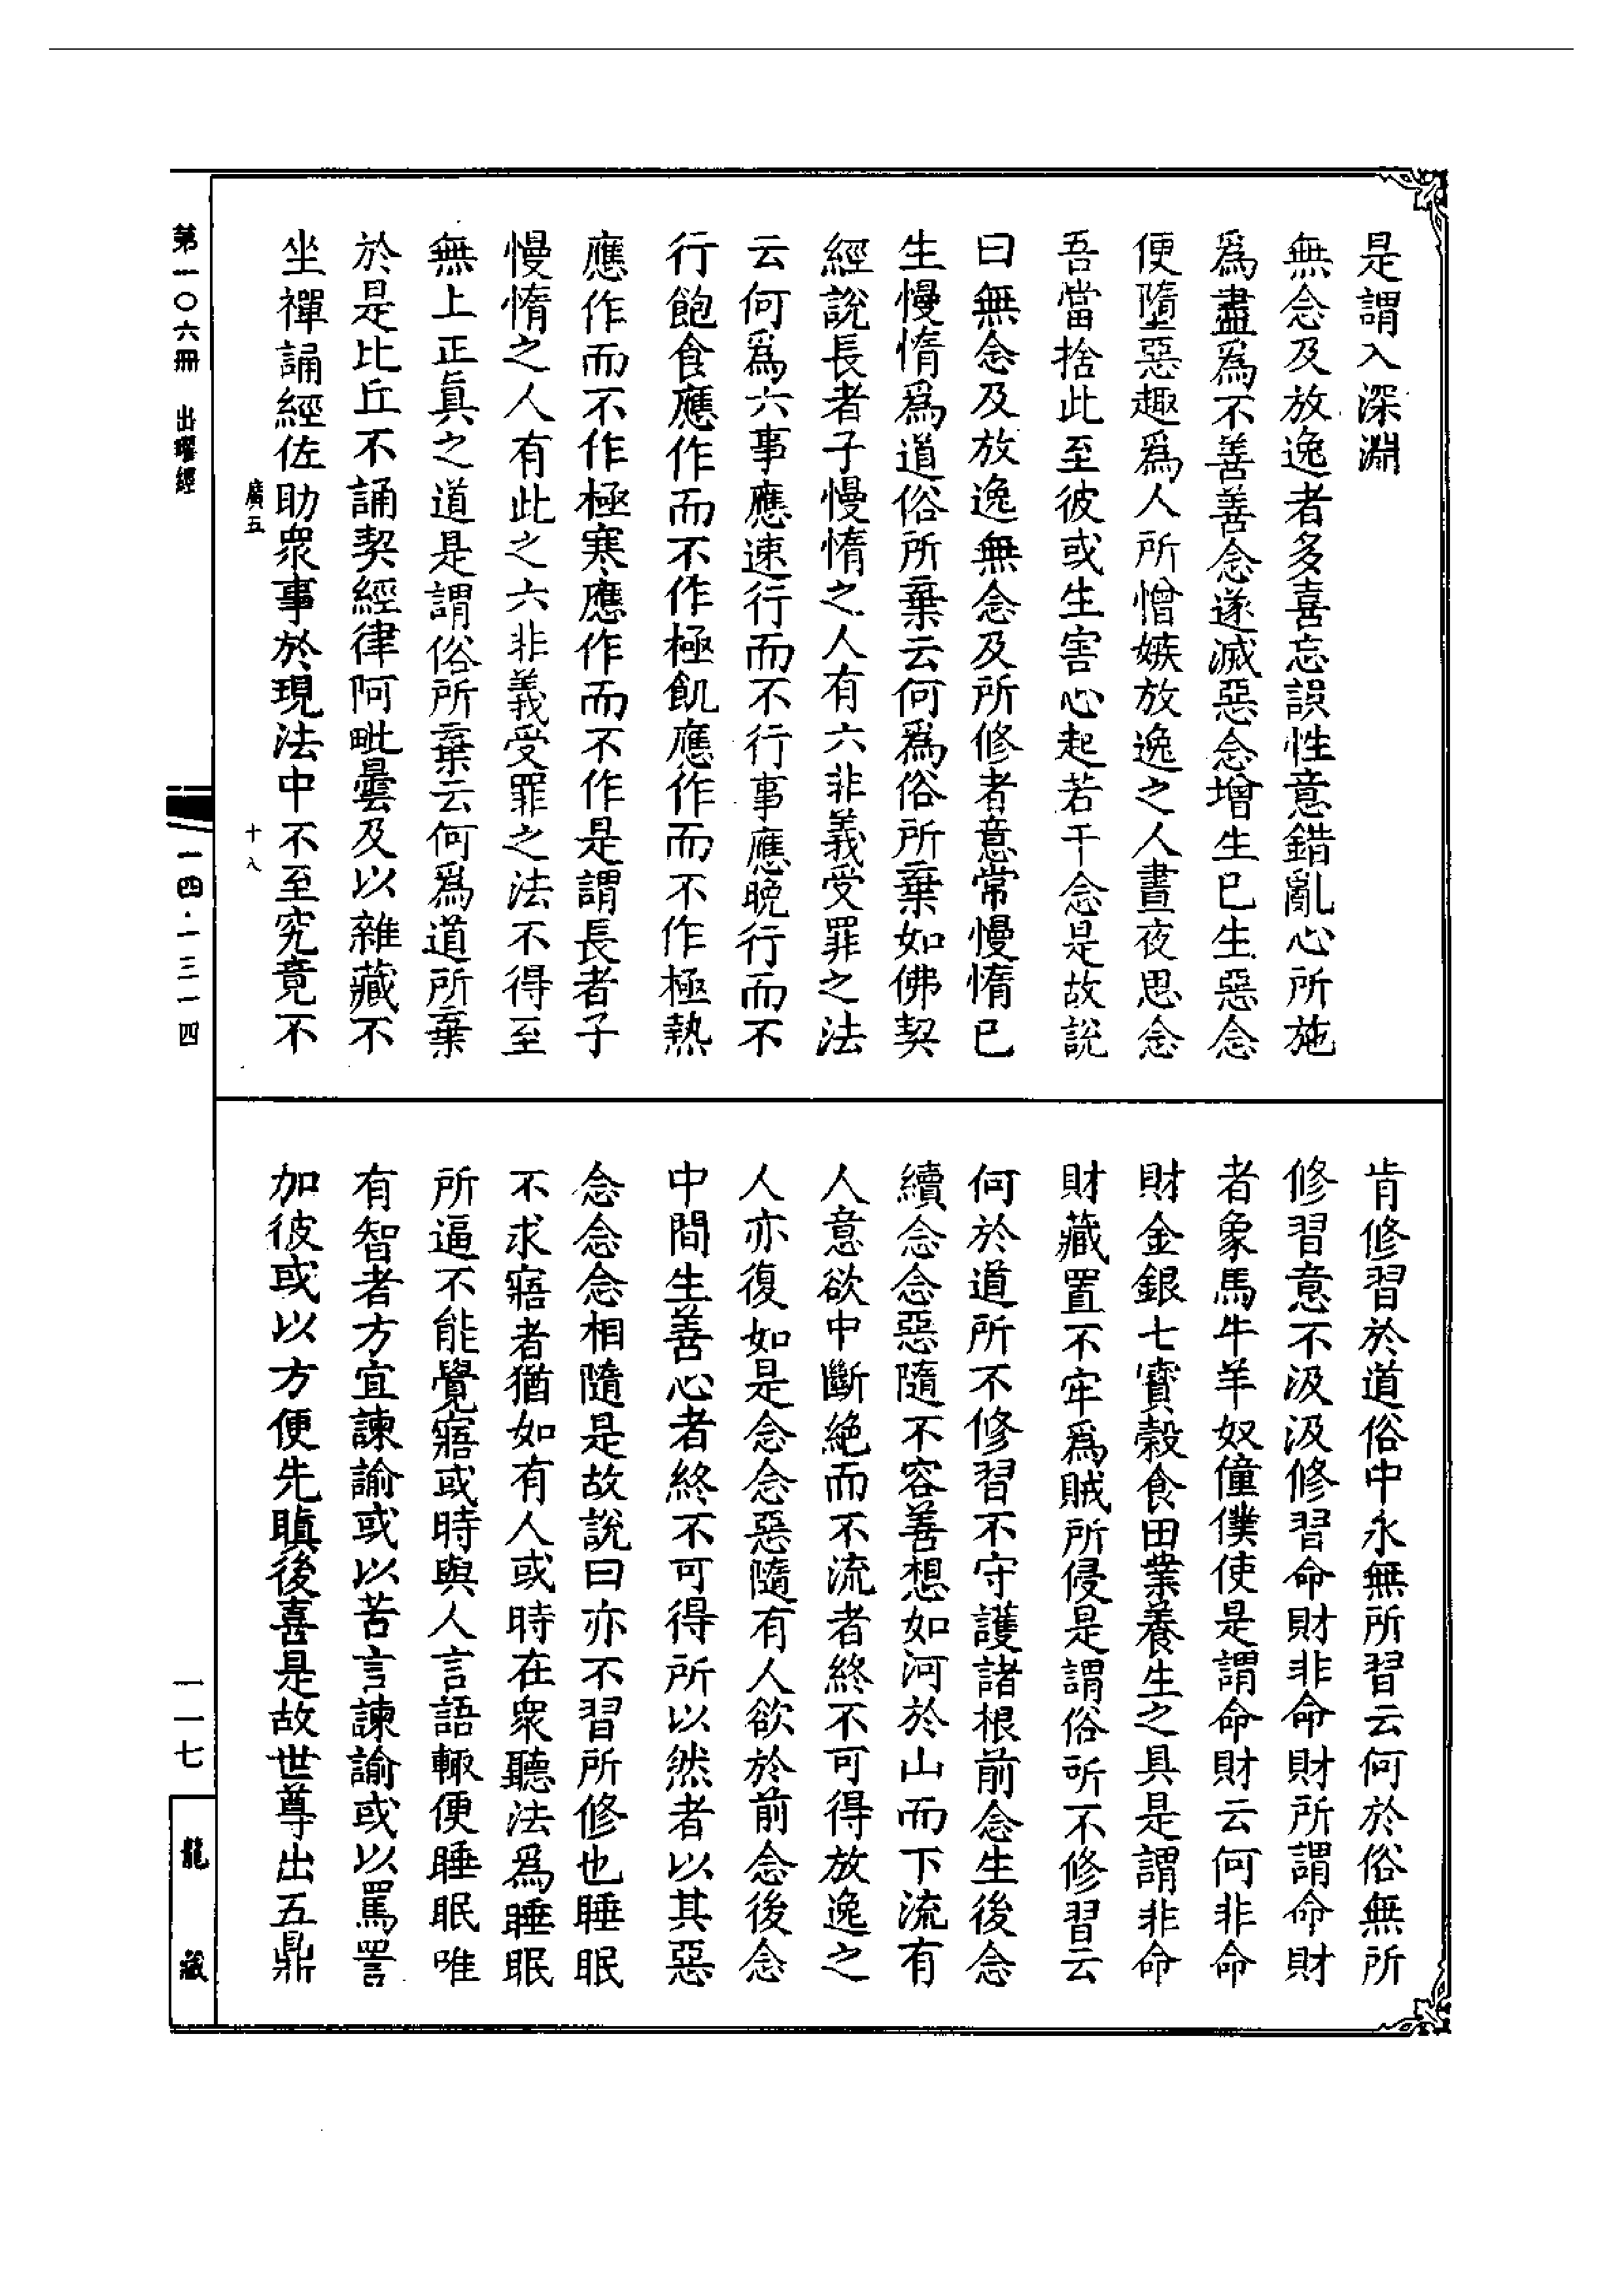 是謂入深淵
無念及放逸者多喜忘誤性意錯亂心所施
爲盡爲不善善念遂滅惡念增生已生惡念
便墮惡趣爲人所憎嫉放逸之人晝夜思念
吾當捨此至彼或生害心起若干念是故說
曰無念及放逸無念及所修者意常慢惰已
生慢惰爲道俗所棄云何爲俗所棄如佛契
經說長者子慢惰之人有六非義受罪之法
云何爲六事應速行而不行事應晚行而不
行飽食應作而不作極飢應作而不作極熱
應作而不作極寒應作而不作是謂長者子
慢惰之人有此之六非義受罪之法不得至
無上正真之道是謂俗所棄云何爲道所棄
於是比丘不誦契經律阿毗曇及以雜藏不
坐禪誦經佐助眾事於現法中不至究竟不
廣五 十八
肯修習於道俗中永無所習云何於俗無所
修習意不汲汲修習命財非命財所謂命財
者象馬牛羊奴僮僕使是謂命財云何非命
財金銀七寳穀食田業養生之具是謂非命
財藏置不牢爲賊所侵是謂俗所不修習云
何於道所不修習不守護諸根前念生後念
續念念惡隨不容善想如河於山而下流有
人意欲中斷絕而不流者終不可得放逸之
人亦復如是念念惡隨有人欲於前念後念
中間生善心者終不可得所以然者以其惡
念念念相隨是故說曰亦不習所修也睡眠
不求寤者猶如有人或時在眾聽法爲睡眠
所逼不能覺寤或時與人言語輒便睡眠唯
有智者方宜諫諭或以苦言諫諭或以罵詈
加彼或以方便先瞋後喜是故世尊出五鼎
第一〇六冊 出曜經
一四·一三一四
一一七
龍藏